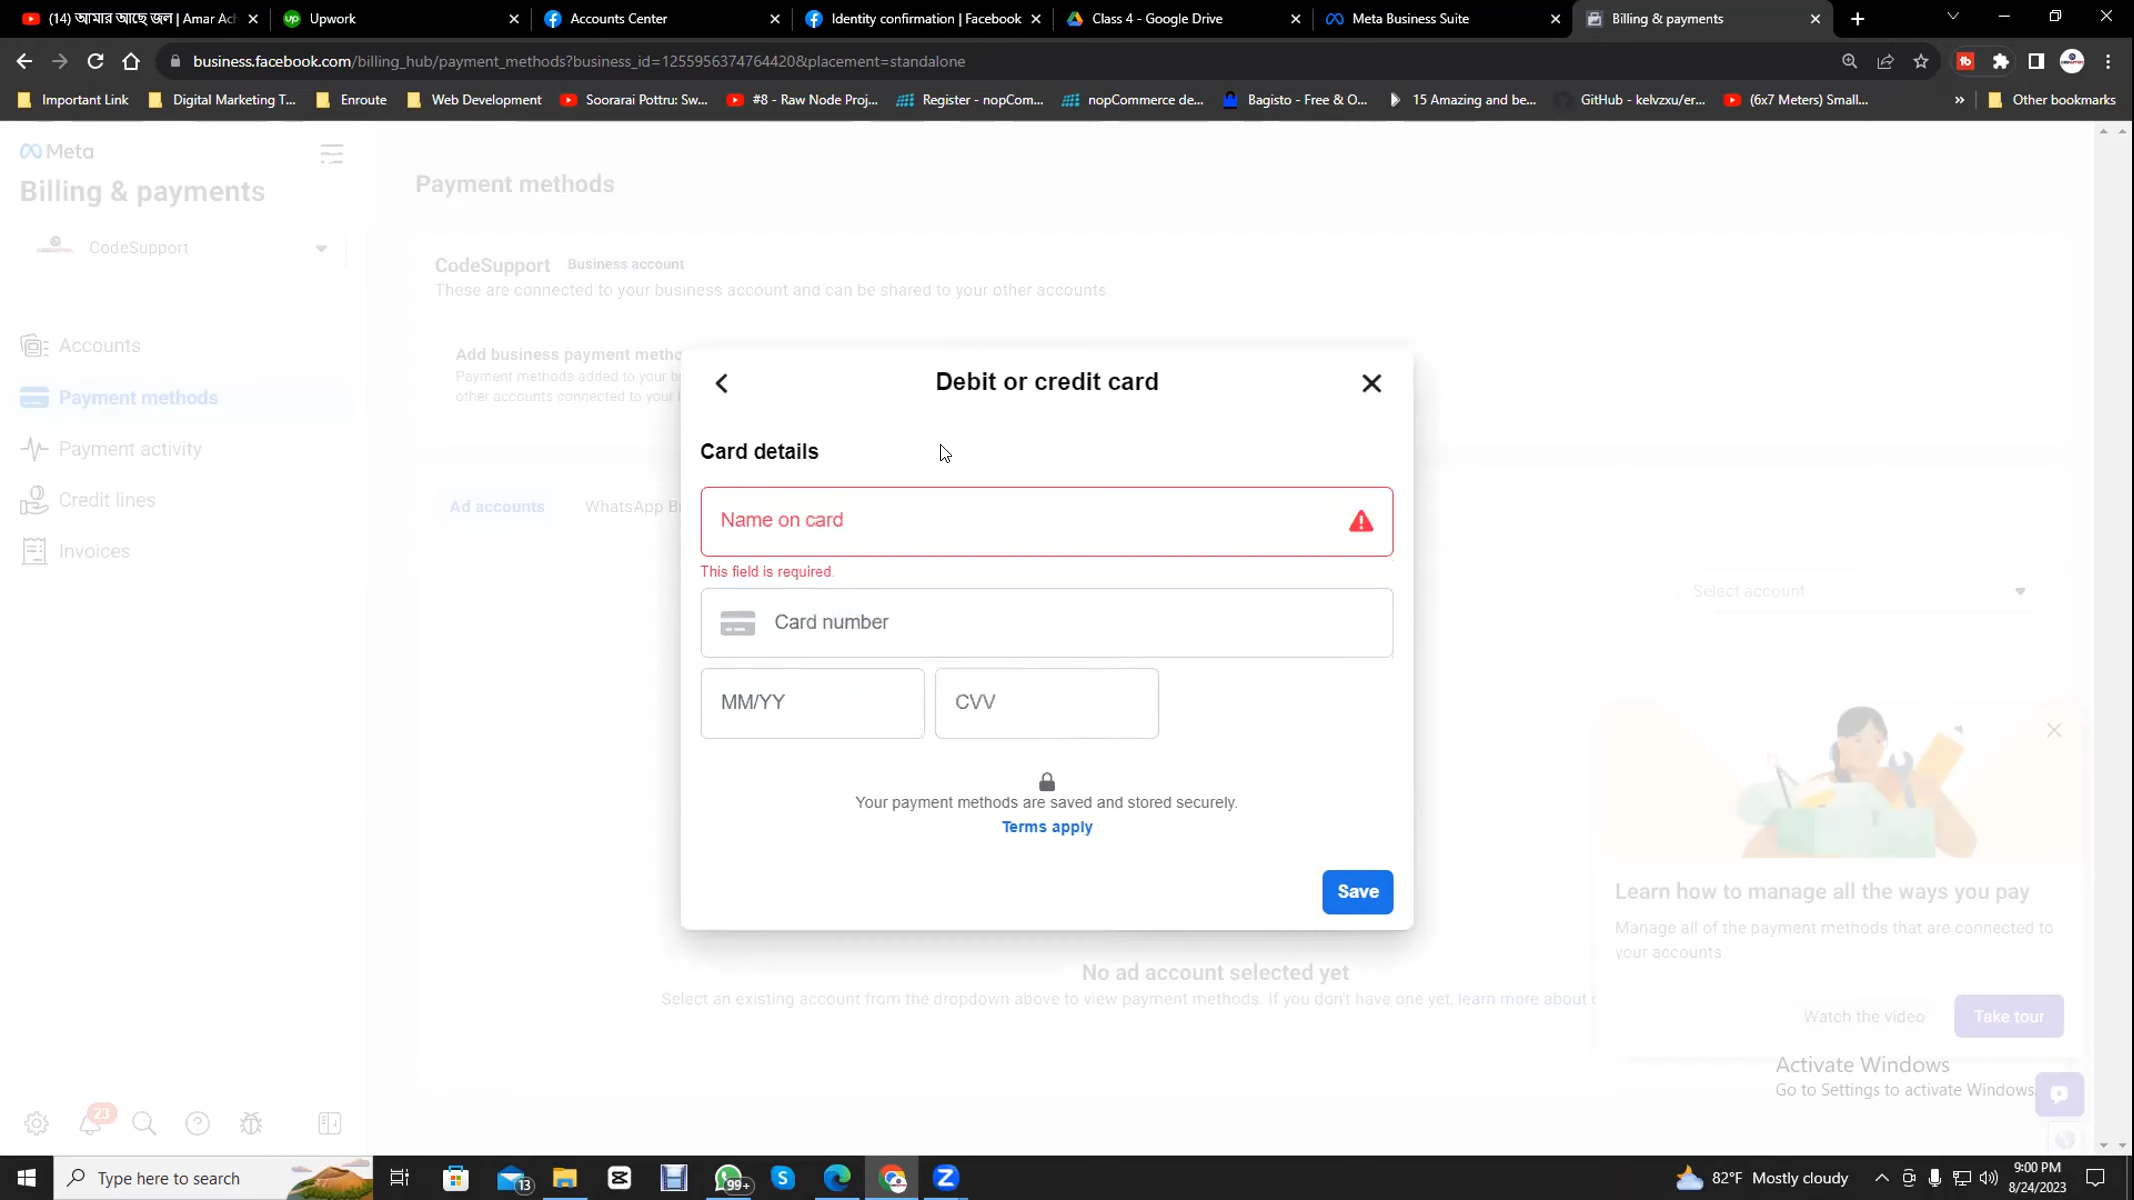 (14) আমার আছে জল | Amar Ach
Upwork
Accounts Center
Identity confirmation | Facebook
Class 4 - Google Drive
Meta Business Suite
Billing & payments
business.facebook.com/billing_hub/payment_methods?business_id=1255956374764420&placement=standalone
Important Link
Digital Marketing T...
Enroute
Web Development
Soorarai Pottru: Sw...
#8 - Raw Node Proj...
Register - nopCom...
nopCommerce de...
Bagisto - Free & O...
15 Amazing and be...
GitHub - kelvzxu/er...
(6x7 Meters) Small...
»
Other bookmarks
Meta
Billing & payments
CodeSupport
Accounts
Payment methods
Payment activity
Credit lines
Invoices
23
Payment methods
CodeSupport Business account
These are connected to your business account and can be shared to your other accounts.
Add business payment metho
Payment methods added to your b
other accounts connected to your
Ad accounts
WhatsApp B
Select account
Debit or credit card
Card details
Name on card
This field is required.
Card number
MM/YY
CVV
Your payment methods are saved and stored securely.
Terms apply
Save
No ad account selected yet
Select an existing account from the dropdown above to view payment methods. If you don't have one yet, learn more about
Learn how to manage all the ways you pay
Manage all of the payment methods that are connected to
your accounts
Watch the video
Take tour
Activate Windows
Go to Settings to activate Windows.
Type here to search
13
99+
82°F Mostly cloudy
9:00 PM
8/24/2023